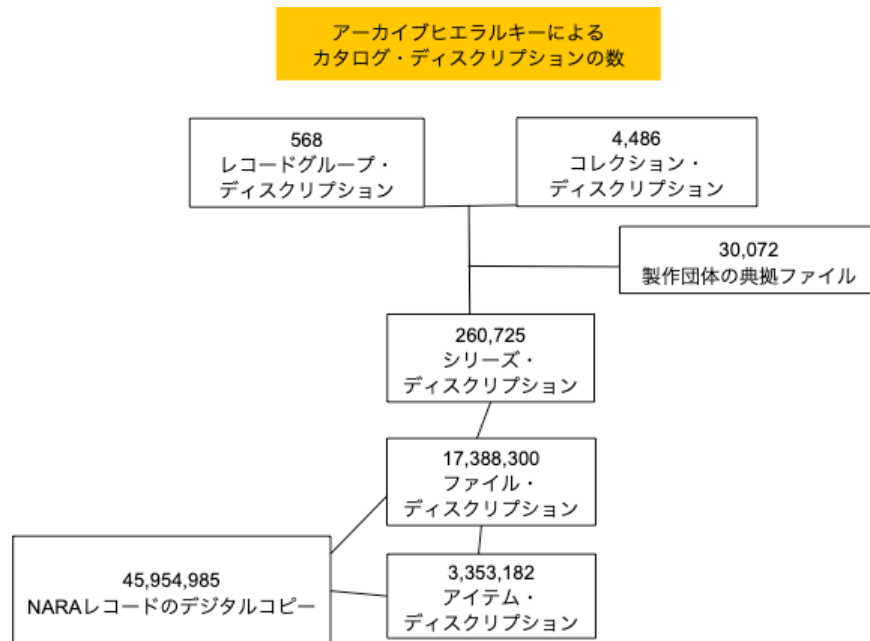 アーカイブヒエラルキーによる
カタログ・ディスクリプションの数
568
レコードグループ・
ディスクリプション
4,486
コレクション・
ディスクリプション
30,072
製作団体の典拠ファイル
260,725
シリーズ・
ディスクリプション
17,388,300
ファイル・
ディスクリプション
45,954,985
NARAレコードのデジタルコピー
3,353,182
アイテム・
ディスクリプション